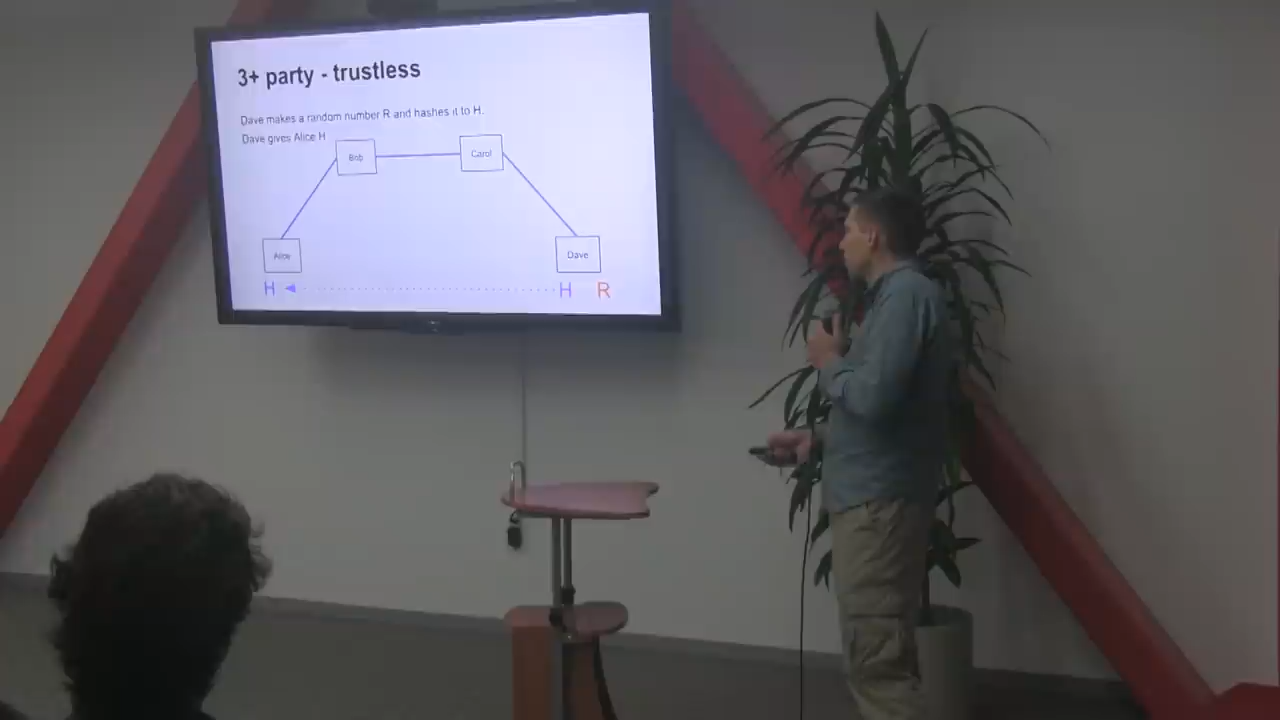 3+ party - trustless
Dave makes a random number R and hashes it to H.
Dave gives Alice H
Bob
Carol
Alice
Dave
H
H R